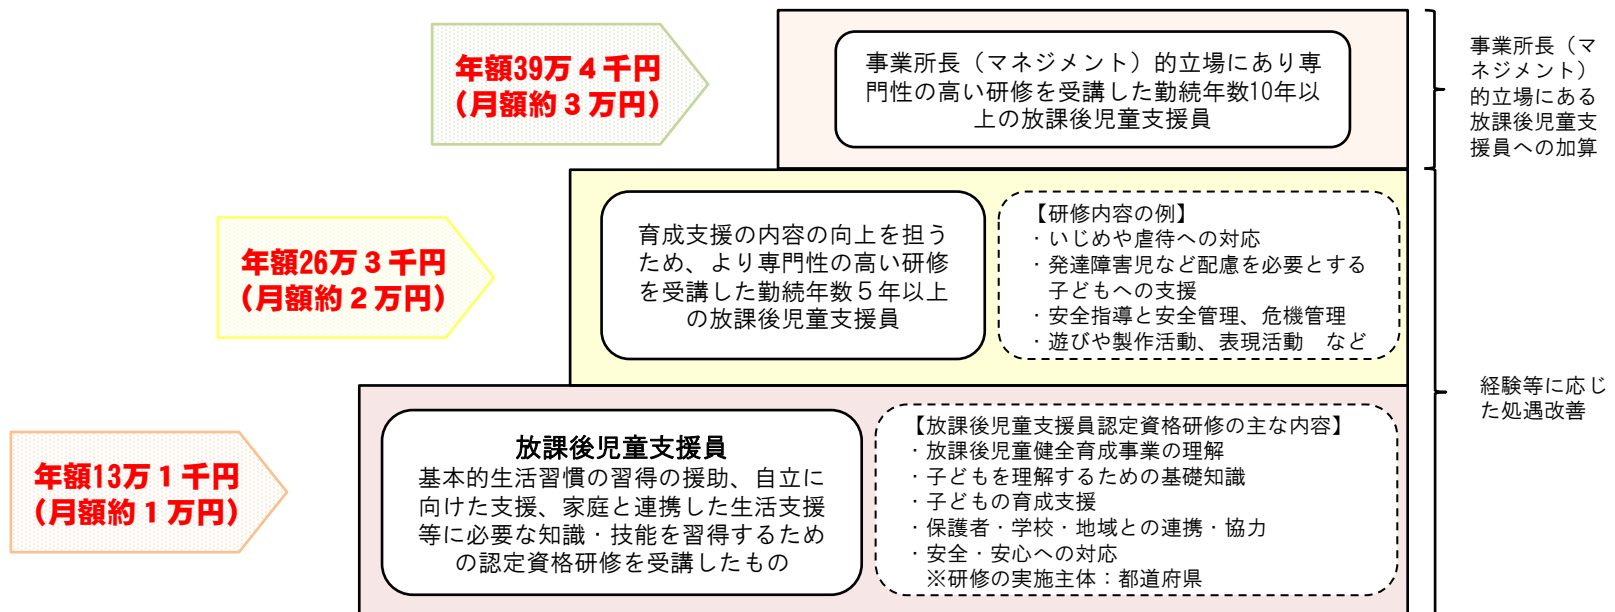 年額39万４千円
(月額約３万円)
事業所長（マネジメント）的立場にあり専
門性の高い研修を受講した勤続年数10年以
上の放課後児童支援員
事業所長（マ
ネジメント）
的立場にある
放課後児童支
援員への加算
年額26万３千円
(月額約２万円)
育成支援の内容の向上を担う
ため、より専門性の高い研修
を受講した勤続年数５年以上
の放課後児童支援員
【研修内容の例】
・いじめや虐待への対応
・発達障害児など配慮を必要とする
子どもへの支援
・安全指導と安全管理、危機管理
・遊びや製作活動、表現活動　など
経験等に応じ
た処遇改善
年額13万１千円
(月額約１万円)
放課後児童支援員
基本的生活習慣の習得の援助、自立に
向けた支援、家庭と連携した生活支援
等に必要な知識・技能を習得するため
の認定資格研修を受講したもの
【放課後児童支援員認定資格研修の主な内容】
・放課後児童健全育成事業の理解
・子どもを理解するための基礎知識
・子どもの育成支援
・保護者・学校・地域との連携・協力
・安全・安心への対応
※研修の実施主体：都道府県